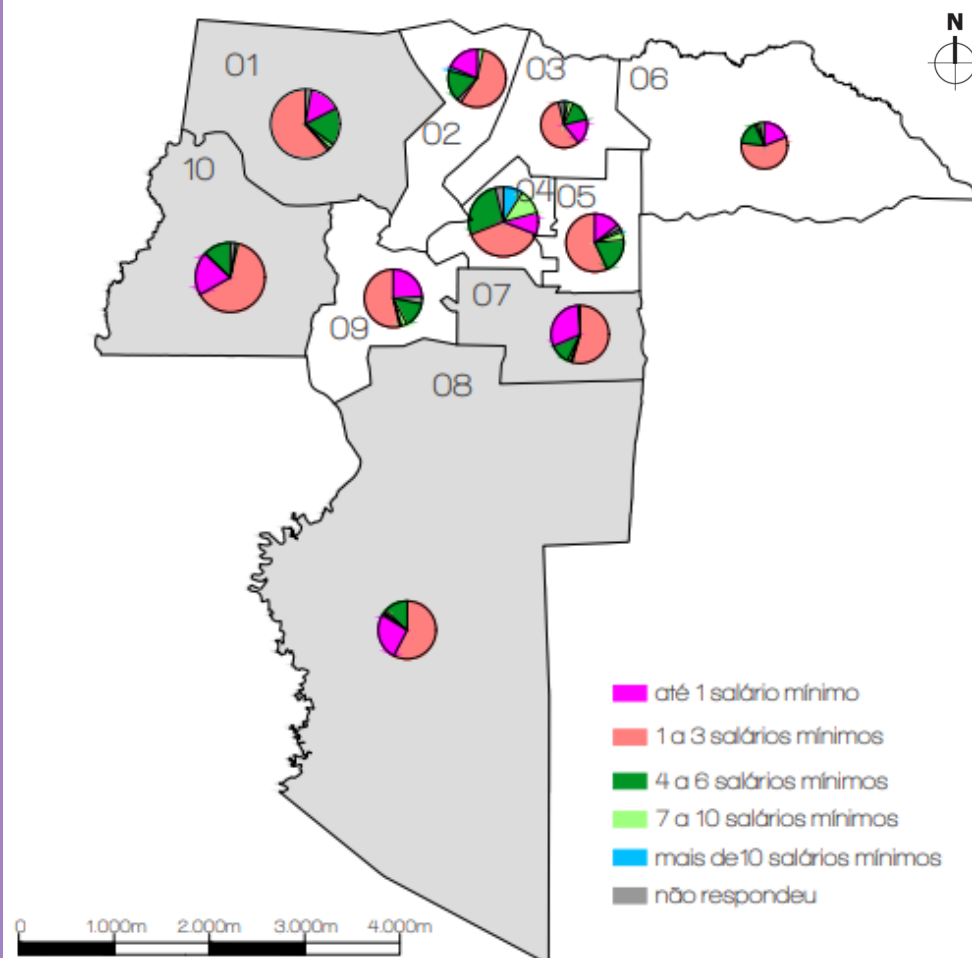 N
01
02
03
06
10
04
05
07
09
08
até 1 salário mínimo
1 a 3 salários mínimos
4 a 6 salários mínimos
7 a 10 salários mínimos
mais de10 salários mínimos
não respondeu
0 1.000m 2.000m 3.000m 4.000m